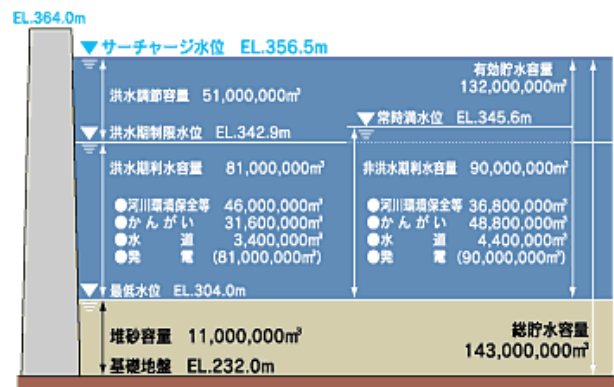 EL.364.0m
サーチャージ水位 EL.356.5m
有効貯水容量
132,000,000m³
洪水調節容量 51,000,000m³
常時満水位 EL.345.6m
洪水期制限水位 EL.342.9m
洪水期利水容量 81,000,000m³
●河川環境保全等 46,000,000m³
●かんがい 31,600,000m³
●水道 3,400,000m³
●発電 (81,000,000m³)
非洪水期利水容量 90,000,000m³
●河川環境保全等 36,800,000m³
●かんがい 48,800,000m³
●水道 4,400,000m³
●発電 (90,000,000m³)
最低水位 EL.304.0m
堆砂容量 11,000,000m³
総貯水容量
143,000,000m³
基礎地盤 EL.232.0m